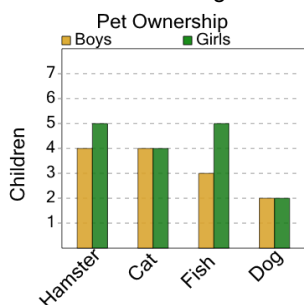 Pet Ownership
Boys Girls
7
6
5
4
3
2
1
Children
Hamster
Cat
Fish
Dog